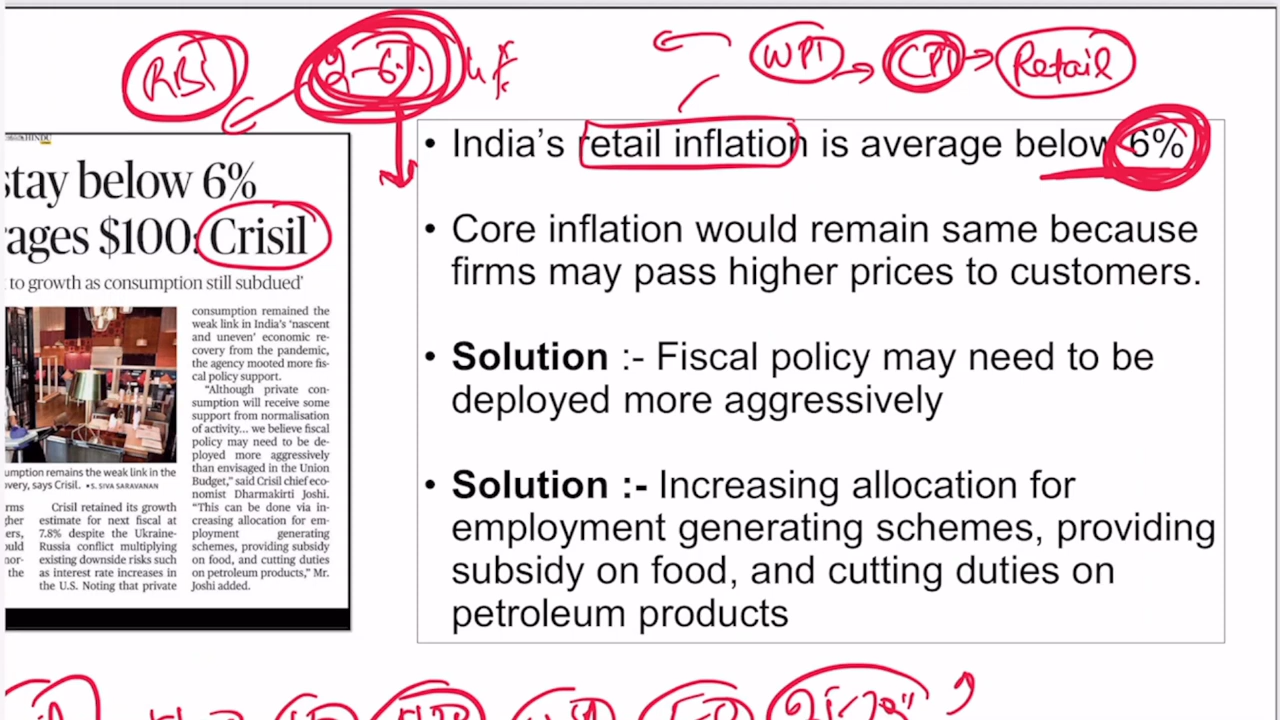 RBI
2-6%
WPI → CPI → Retail
stay below 6%
rages $100: Crisil
to growth as consumption still subdued'
consumption remained the
weak link in India's 'nascent
and uneven' economic re-
covery from the pandemic,
the agency mooted more fis-
cal policy support.
"Although private con-
sumption will receive some
support from normalisation
of activity... we believe fiscal
policy may need to be de-
ployed more aggressively
than envisaged in the Union
Budget," said Crisil chief eco-
nomist Dharmakirti Joshi.
"This can be done via in-
creasing allocation for em-
ployment generating
schemes, providing subsidy
on food, and cutting duties
on petroleum products," Mr.
Joshi added.
umption remains the weak link in the
overy, says Crisil. • S. SIVA SARAVANAN
Crisil retained its growth
estimate for next fiscal at
7.8% despite the Ukraine-
Russia conflict multiplying
existing downside risks such
as interest rate increases in
the U.S. Noting that private
• India's retail inflation is average below 6%
• Core inflation would remain same because
firms may pass higher prices to customers.
• Solution :- Fiscal policy may need to be
deployed more aggressively
• Solution :- Increasing allocation for
employment generating schemes, providing
subsidy on food, and cutting duties on
petroleum products